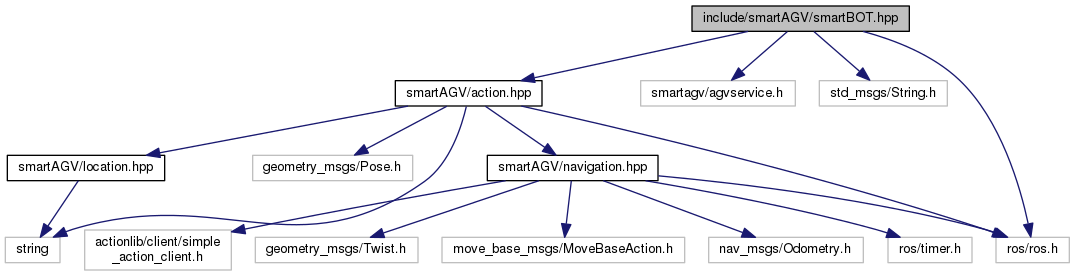 include/smartAGV/smartBOT.hpp
smartAGV/action.hpp
smartagv/agvservice.h
std_msgs/String.h
smartAGV/location.hpp
geometry_msgs/Pose.h
smartAGV/navigation.hpp
string
actionlib/client/simple
_action_client.h
geometry_msgs/Twist.h
move_base_msgs/MoveBaseAction.h
nav_msgs/Odometry.h
ros/timer.h
ros/ros.h